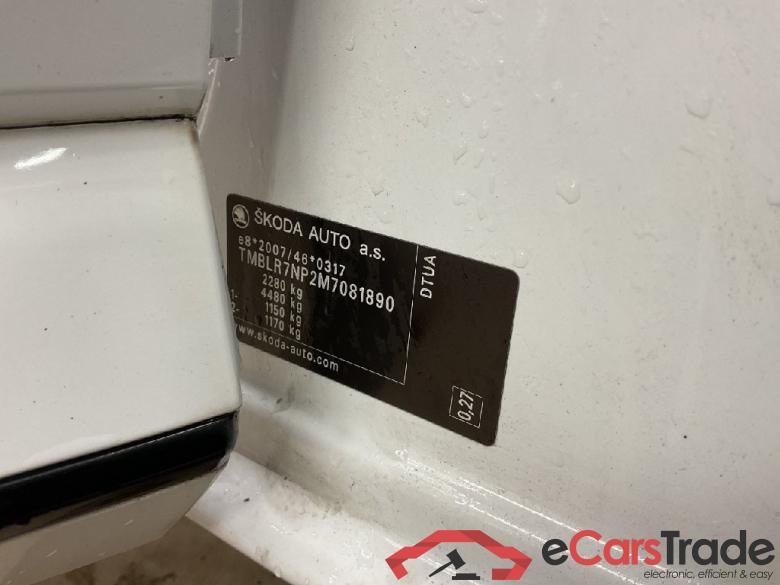 ŠKODA AUTO a.s.
e8*2007/46*0317
TMBLR7NP2M7081890
2280 kg
1- 4480 kg
2- 1150 kg
1170 kg
www.skoda-auto.com
DTUA
0,27
eCarsTrade
electronic, efficient & easy